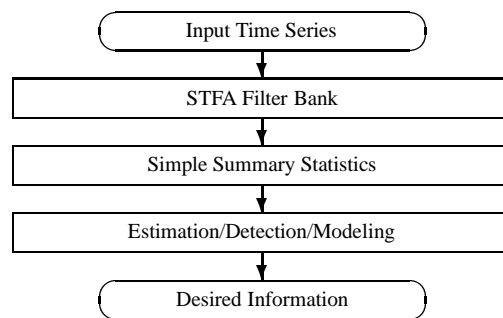 Input Time Series
STFA Filter Bank
Simple Summary Statistics
Estimation/Detection/Modeling
Desired Information